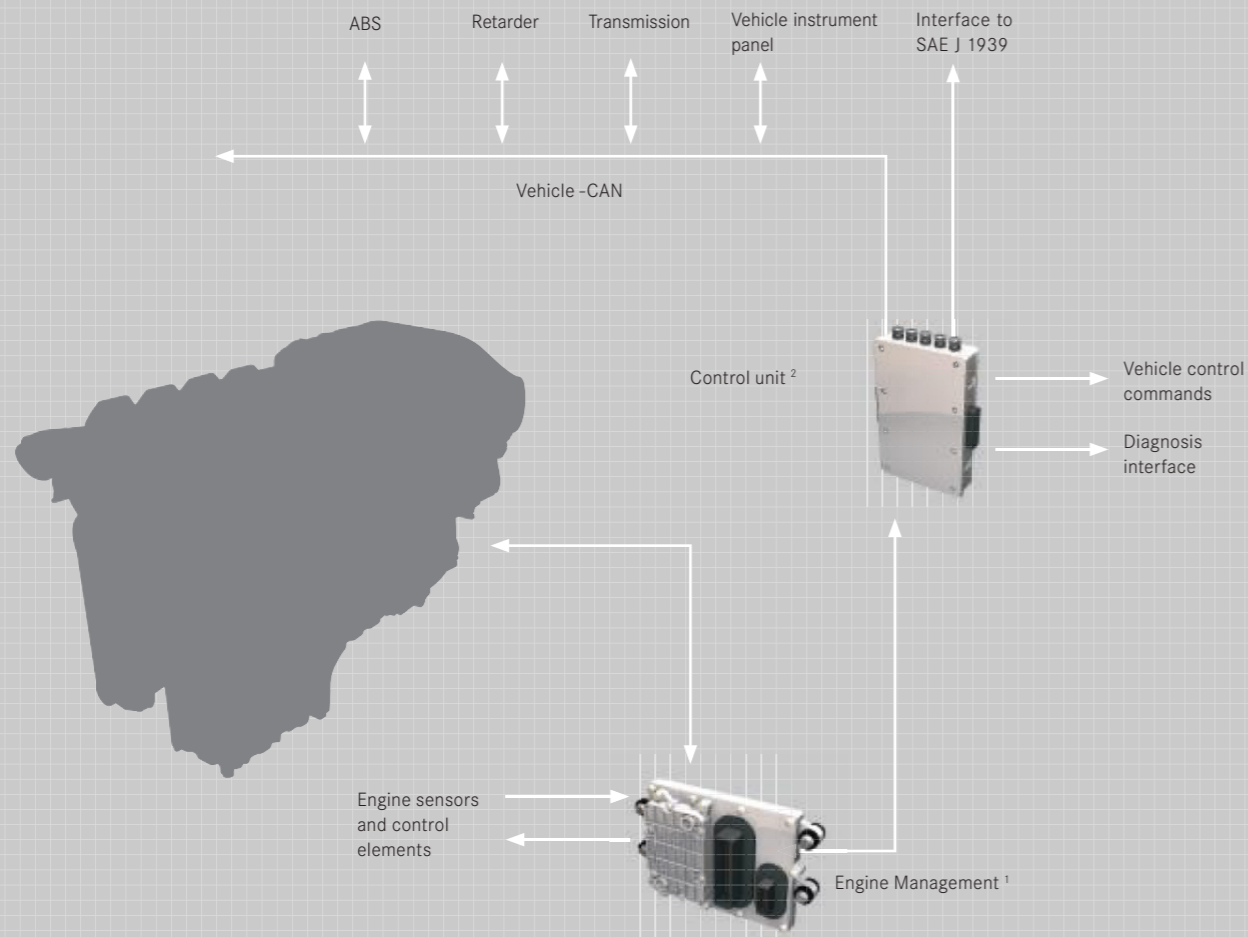 ABS
Retarder
Transmission
Vehicle instrument
panel
Interface to
SAE J 1939
Vehicle -CAN
Control unit ²
Vehicle control
commands
Diagnosis
interface
Engine sensors
and control
elements
Engine Management ¹